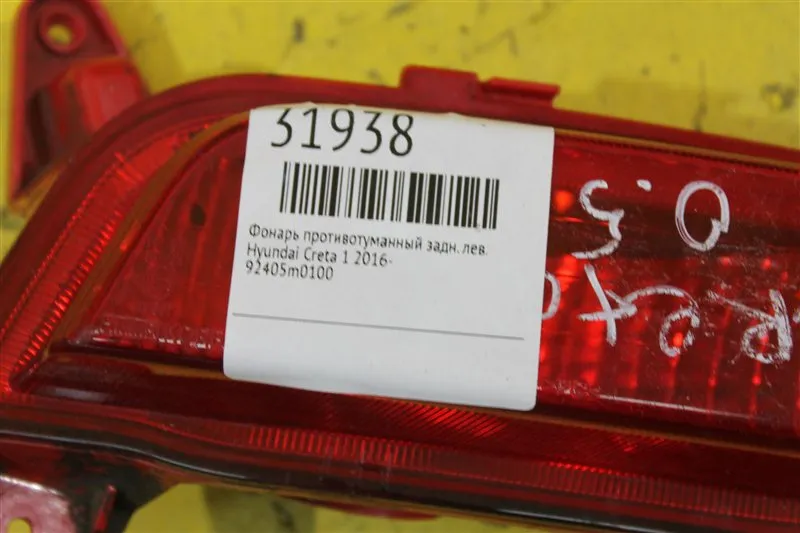 31938
Фонарь противотуманный задн. лев.
Hyundai Creta 1 2016-
92405m0100